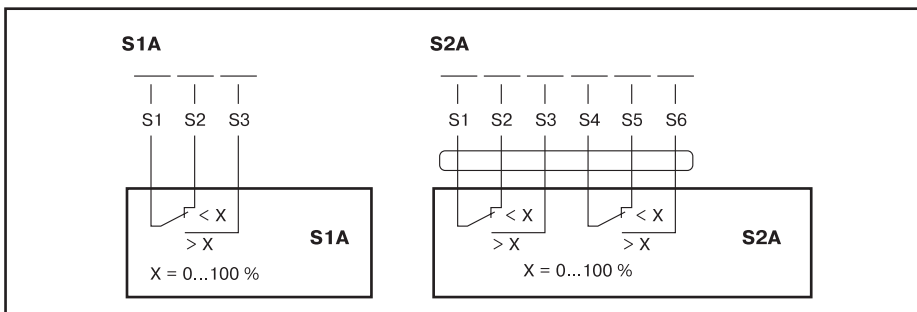 S1A S2A
S1 S2 S3 S1 S2 S3 S4 S5 S6
< X < X < X
> X > X > X
S1A S2A
X = 0...100 % X = 0...100 %